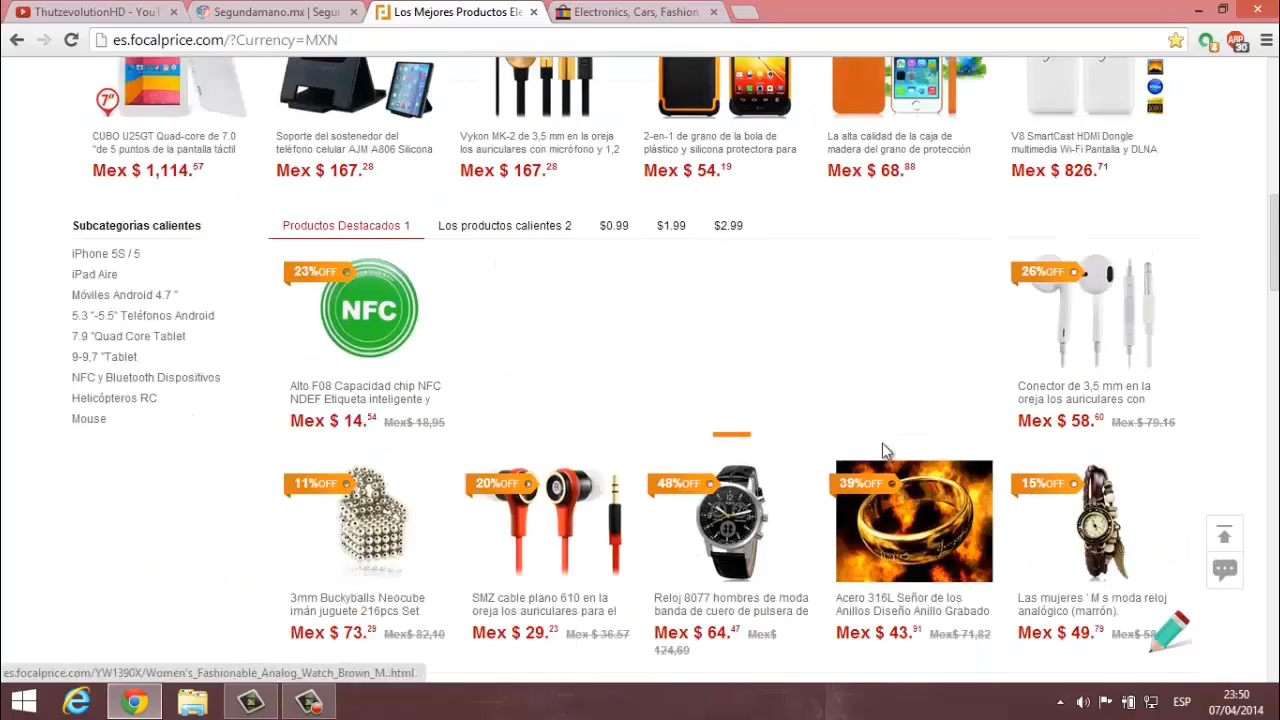 ThutzevolutionHD - You
Segundamano.mx | Segu
Los Mejores Productos Ele
Electronics, Cars, Fashion,
es.focalprice.com/?Currency=MXN
4
ABP
30
7"
CUBO U25GT Quad-core de 7.0
"de 5 puntos de la pantalla táctil
Mex $ 1,114.57
Soporte del sostenedor del
teléfono celular AJM A806 Silicona
Mex $ 167.28
Vykon MK-2 de 3,5 mm en la oreja
los auriculares con micrófono y 1,2
Mex $ 167.28
2-en-1 de grano de la bola de
plástico y silicona protectora para
Mex $ 54.19
La alta calidad de la caja de
madera del grano de protección
Mex $ 68.88
V8 SmartCast HDMI Dongle
multimedia Wi-Fi Pantalla y DLNA
Mex $ 826.71
Subcategorías calientes
iPhone 5S / 5
iPad Aire
Móviles Android 4.7 "
5.3 "-5.5" Teléfonos Android
7.9 "Quad Core Tablet
9-9,7 "Tablet
NFC y Bluetooth Dispositivos
Helicópteros RC
Mouse
Productos Destacados 1
Los productos calientes 2
$0.99
$1.99
$2.99
23%OFF
NFC
Alto F08 Capacidad chip NFC
NDEF Etiqueta inteligente y
Mex $ 14.54 Mex$ 18,95
26%OFF
Conector de 3,5 mm en la
oreja los auriculares con
Mex $ 58.60 Mex $ 79.16
11%OFF
3mm Buckyballs Neocube
imán juguete 216pcs Set
Mex $ 73.29 Mex$ 82,10
20%OFF
SMZ cable plano 610 en la
oreja los auriculares para el
Mex $ 29.23 Mex $ 36.57
48%OFF
Reloj 8077 hombres de moda
banda de cuero de pulsera de
Mex $ 64.47 Mex$
124,69
39%OFF
Acero 316L Señor de los
Anillos Diseño Anillo Grabado
Mex $ 43.91 Mex$ 71,82
15%OFF
Las mujeres ' M s moda reloj
analógico (marrón).
Mex $ 49.79 Mex$
es.focalprice.com/YW1390X/Women's_Fashionable_Analog_Watch_Brown_M..html...
ESP
23:50
07/04/2014